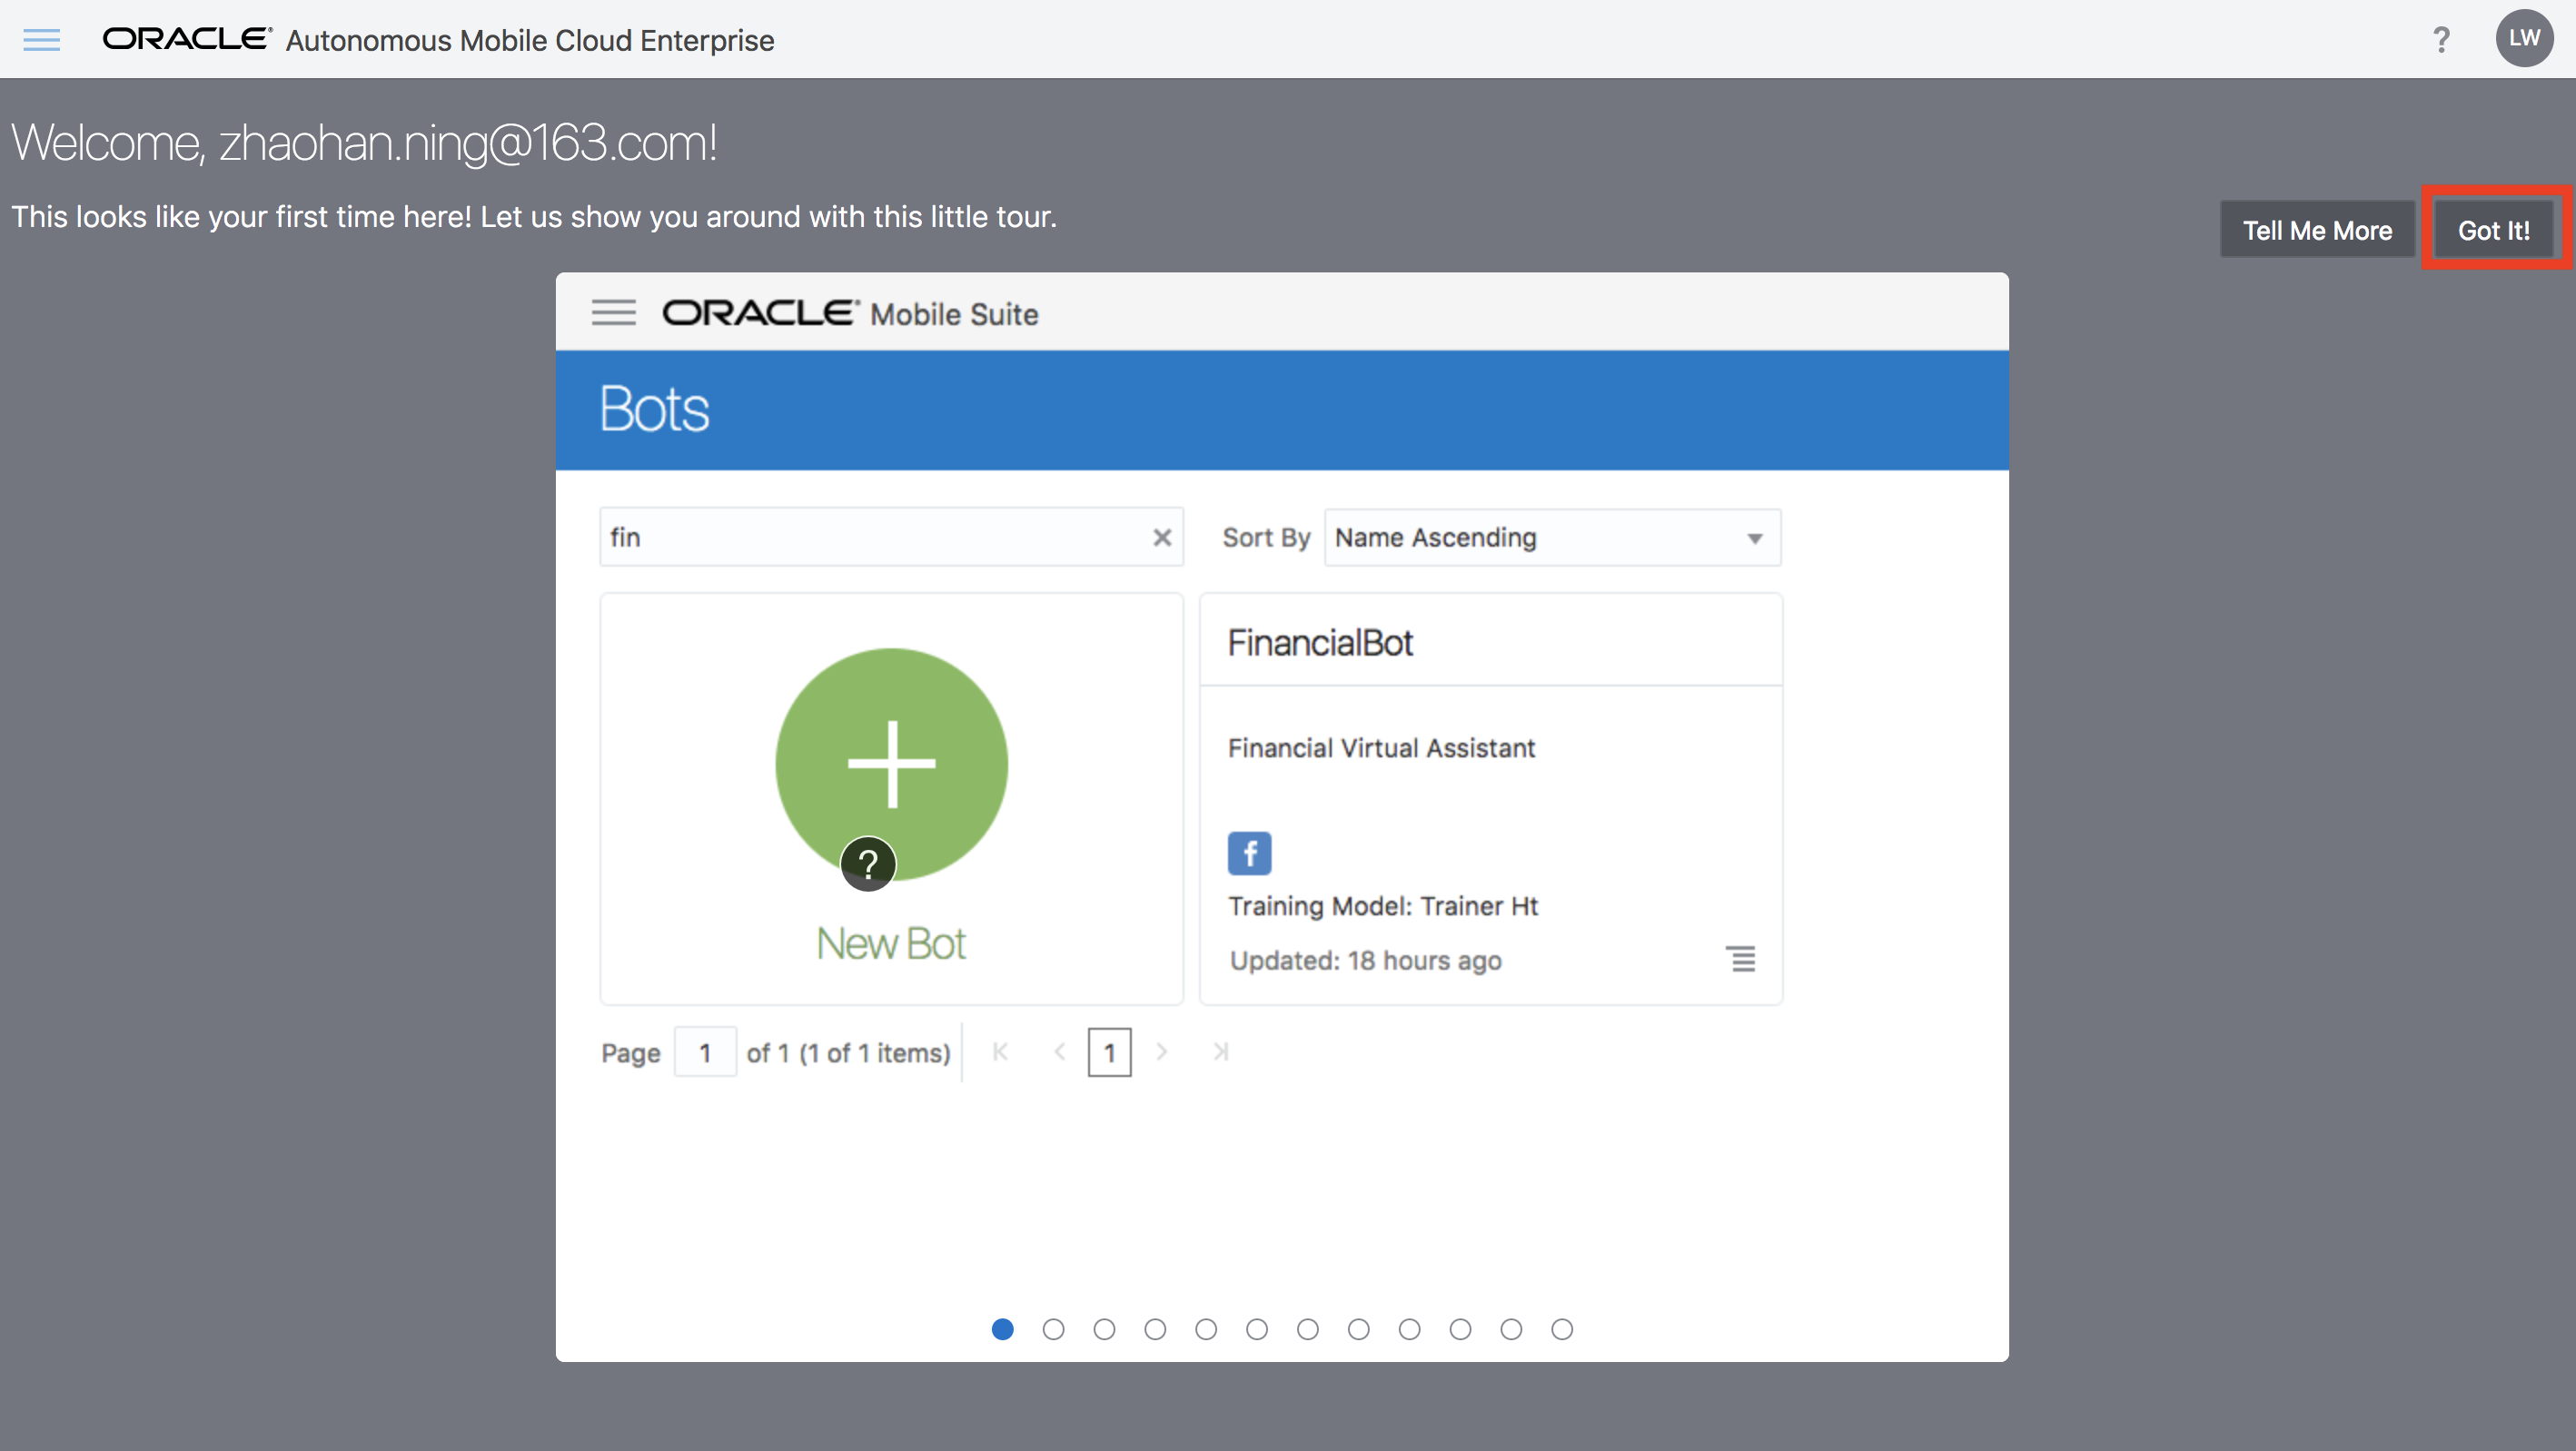 ORACLE® Autonomous Mobile Cloud Enterprise
? LW
Welcome, zhaohan.ning@163.com!
This looks like your first time here! Let us show you around with this little tour.
Tell Me More Got It!
ORACLE® Mobile Suite
Bots
fin
Sort By Name Ascending
?
New Bot
FinancialBot
Financial Virtual Assistant
f
Training Model: Trainer Ht
Updated: 18 hours ago
Page 1 of 1 (1 of 1 items) 1